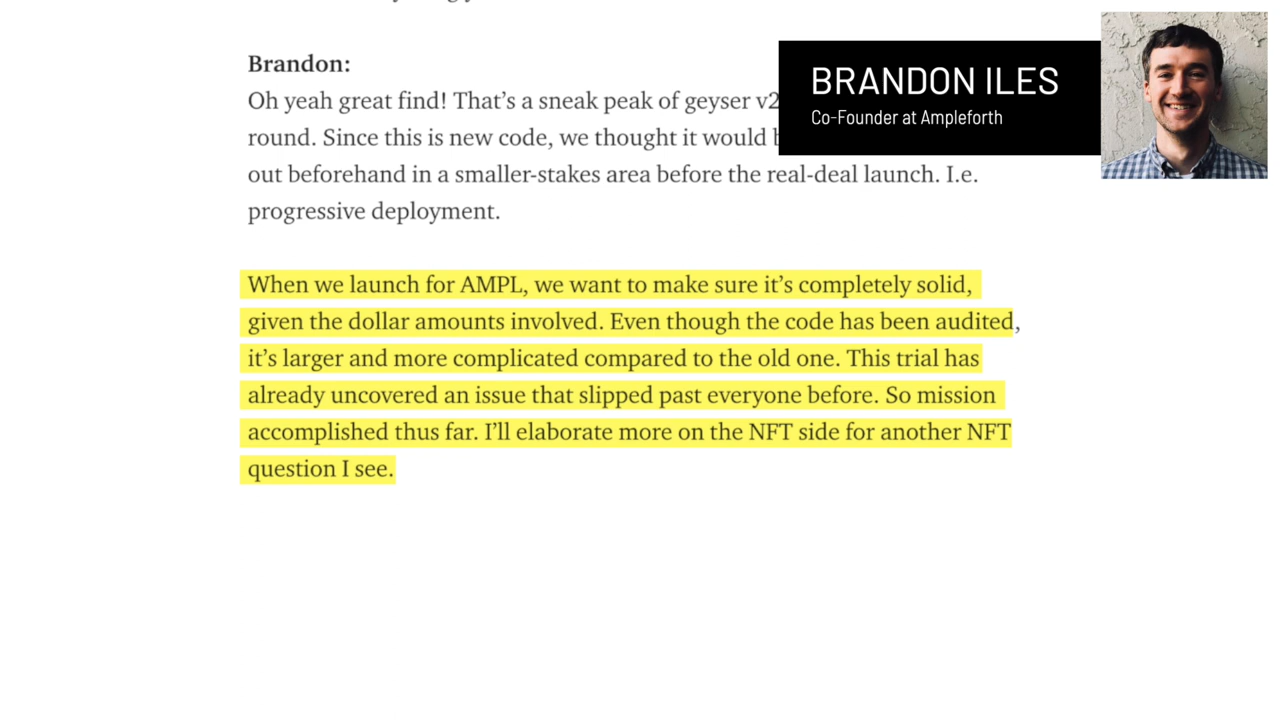 Brandon:
Oh yeah great find! That’s a sneak peak of geyser v2
round. Since this is new code, we thought it would
out beforehand in a smaller-stakes area before the real-deal launch. I.e.
progressive deployment.
When we launch for AMPL, we want to make sure it’s completely solid,
given the dollar amounts involved. Even though the code has been audited,
it’s larger and more complicated compared to the old one. This trial has
already uncovered an issue that slipped past everyone before. So mission
accomplished thus far. I’ll elaborate more on the NFT side for another NFT
question I see.
BRANDON ILES
Co-Founder at Ampleforth